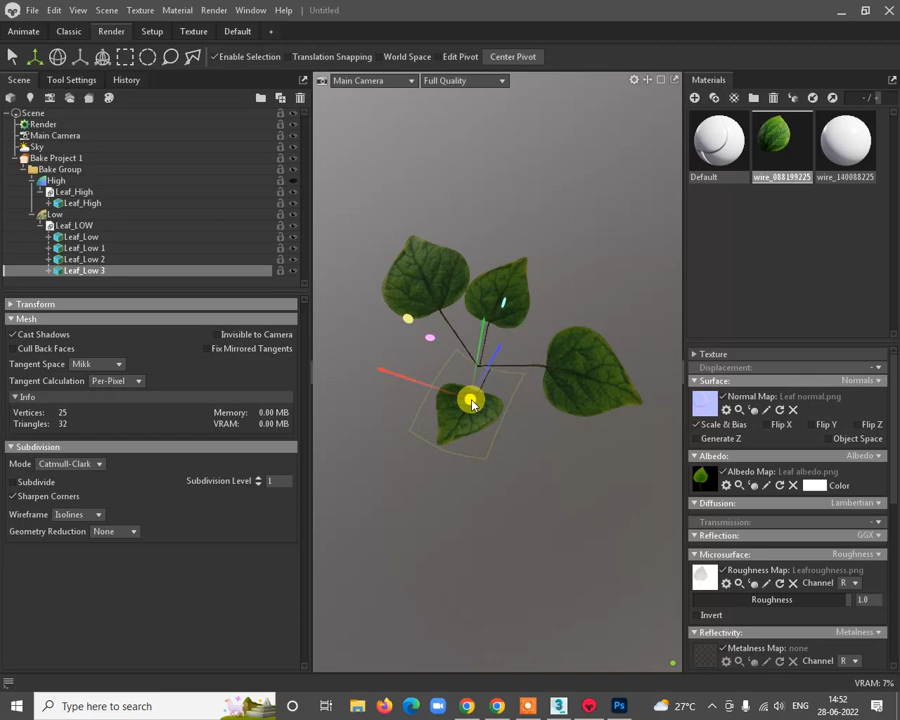 File Edit View Scene Texture Material Render Window Help Untitled
Animate Classic Render Setup Texture Default +
Enable Selection Translation Snapping World Space Edit Pivot Center Pivot
Scene Tool Settings History
Main Camera Full Quality
Materials
- /
Scene
Render
Main Camera
Sky
Bake Project 1
Bake Group
High
Leaf_High
Leaf_High
Low
Leaf_LOW
Leaf_Low
Leaf_Low 1
Leaf_Low 2
Leaf_Low 3
Default wire_088199225 wire_140088225
Transform
Mesh
Cast Shadows Invisible to Camera
Cull Back Faces Fix Mirrored Tangents
Tangent Space Mikk
Tangent Calculation Per-Pixel
Info
Vertices: 25 Memory: 0.00 MB
Triangles: 32 VRAM: 0.00 MB
Subdivision
Mode Catmull-Clark
Subdivide Subdivision Level 1
Sharpen Corners
Wireframe Isolines
Geometry Reduction None
Texture
Displacement: -
Surface: Normals
Normal Map: Leaf normal.png
Scale & Bias Flip X Flip Y Flip Z
Generate Z Object Space
Albedo: Albedo
Albedo Map: Leaf albedo.png
Color
Diffusion: Lambertian
Transmission: -
Reflection: GGX
Microsurface: Roughness
Roughness Map: Leafroughness.png
Channel R
Roughness 1.0
Invert
Reflectivity: Metalness
Metalness Map: none
Channel R
VRAM: 7%
Type here to search
27°C
14:52
28-06-2022